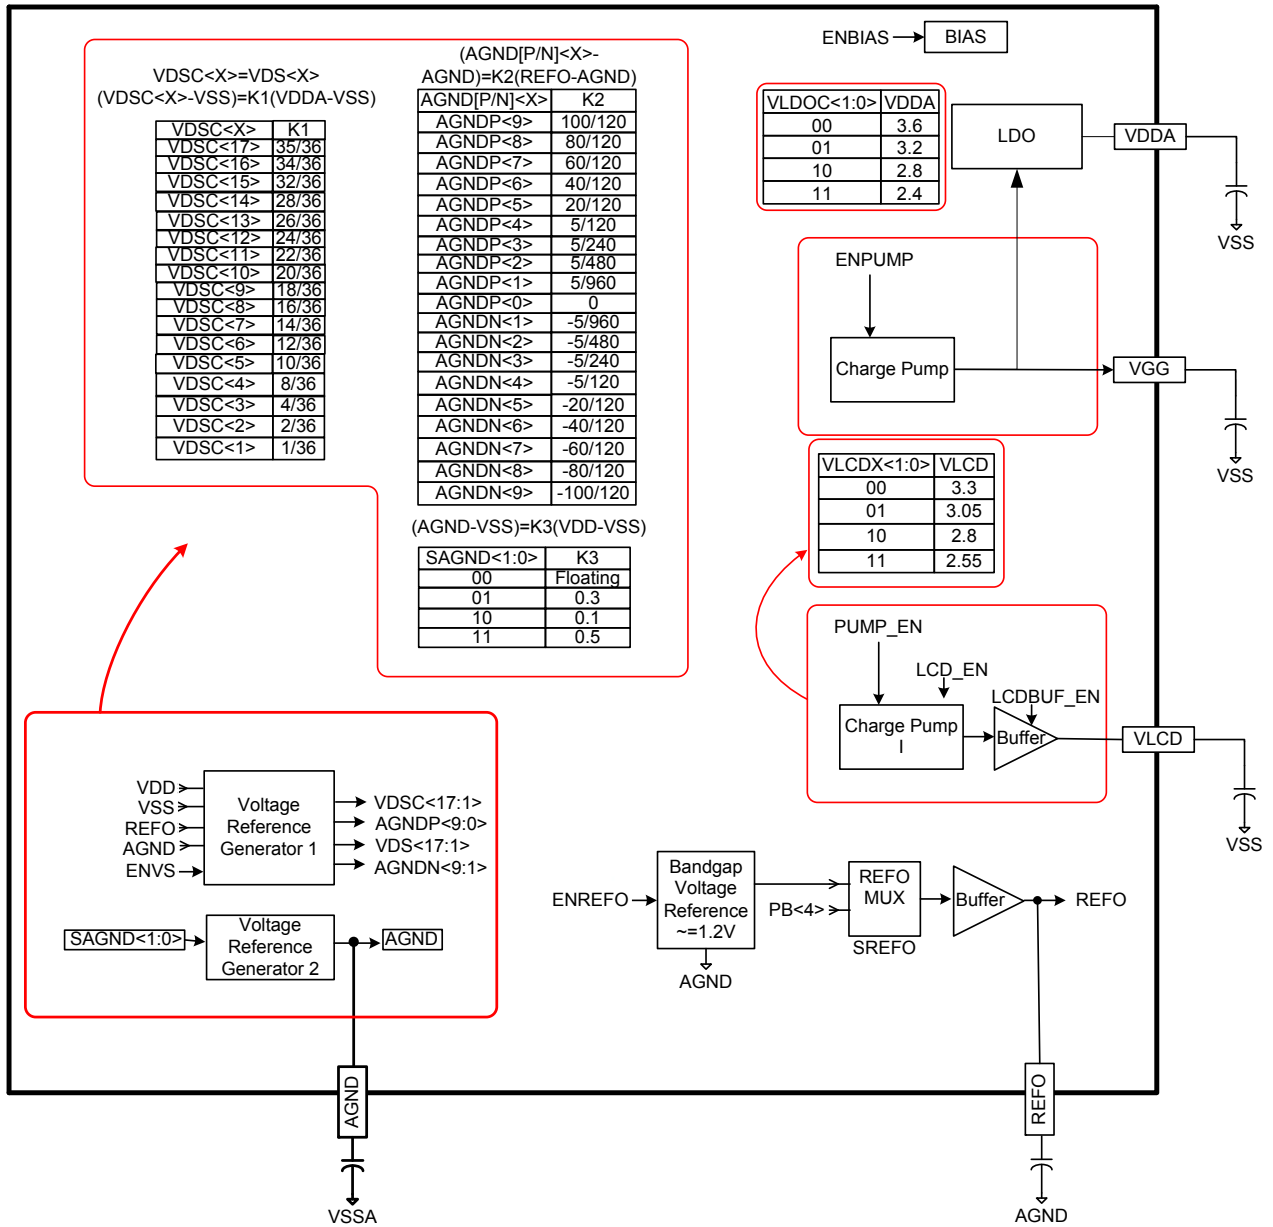 VDSC<X>=VDS<X>
(VDSC<X>-VSS)=K1(VDDA-VSS)
VDSC<X> K1
VDSC<17> 35/36
VDSC<16> 34/36
VDSC<15> 32/36
VDSC<14> 28/36
VDSC<13> 26/36
VDSC<12> 24/36
VDSC<11> 22/36
VDSC<10> 20/36
VDSC<9> 18/36
VDSC<8> 16/36
VDSC<7> 14/36
VDSC<6> 12/36
VDSC<5> 10/36
VDSC<4> 8/36
VDSC<3> 4/36
VDSC<2> 2/36
VDSC<1> 1/36
(AGND[P/N]<X>-
AGND)=K2(REFO-AGND)
AGND[P/N]<X> K2
AGNDP<9> 100/120
AGNDP<8> 80/120
AGNDP<7> 60/120
AGNDP<6> 40/120
AGNDP<5> 20/120
AGNDP<4> 5/120
AGNDP<3> 5/240
AGNDP<2> 5/480
AGNDP<1> 5/960
AGNDP<0> 0
AGNDN<1> -5/960
AGNDN<2> -5/480
AGNDN<3> -5/240
AGNDN<4> -5/120
AGNDN<5> -20/120
AGNDN<6> -40/120
AGNDN<7> -60/120
AGNDN<8> -80/120
AGNDN<9> -100/120
(AGND-VSS)=K3(VDD-VSS)
SAGND<1:0> K3
00 Floating
01 0.3
10 0.1
11 0.5
ENBIAS BIAS
VLDOC<1:0> VDDA
00 3.6
01 3.2
10 2.8
11 2.4
LDO
VDDA
VSS
ENPUMP
Charge Pump
VGG
VSS
VLCDX<1:0> VLCD
00 3.3
01 3.05
10 2.8
11 2.55
PUMP_EN
LCD_EN
LCDBUF_EN
Charge Pump
I
Buffer
VLCD
VSS
VDD
VSS
REFO
AGND
ENVS
Voltage
Reference
Generator 1
VDSC<17:1>
AGNDP<9:0>
VDS<17:1>
AGNDN<9:1>
SAGND<1:0>
Voltage
Reference
Generator 2
AGND
AGND
VSSA
ENREFO
Bandgap
Voltage
Reference
~=1.2V
AGND
PB<4>
REFO
MUX
SREFO
Buffer
REFO
REFO
AGND